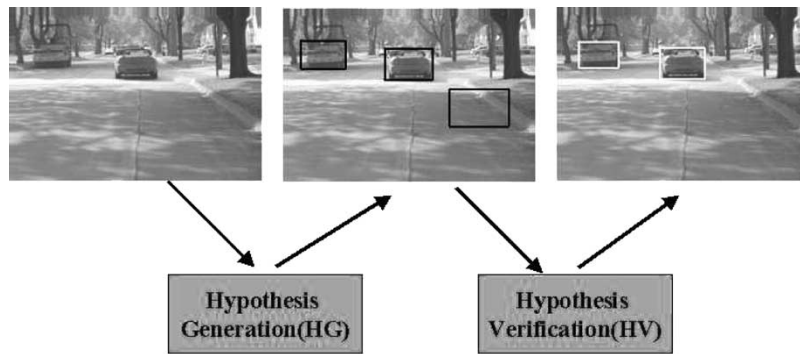 Hypothesis
Generation(HG)
Hypothesis
Verification(HV)